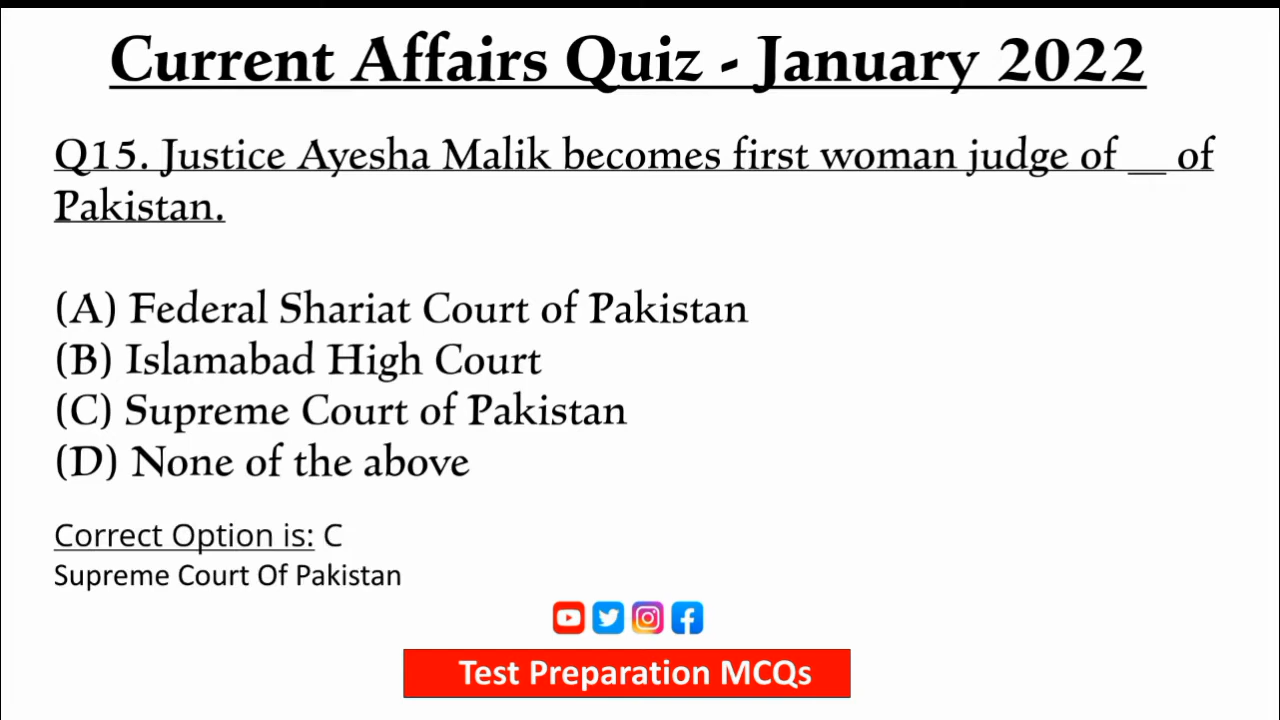 Current Affairs Quiz - January 2022
Q15. Justice Ayesha Malik becomes first woman judge of __ of
Pakistan.
(A) Federal Shariat Court of Pakistan
(B) Islamabad High Court
(C) Supreme Court of Pakistan
(D) None of the above
Correct Option is: C
Supreme Court Of Pakistan
Test Preparation MCQs